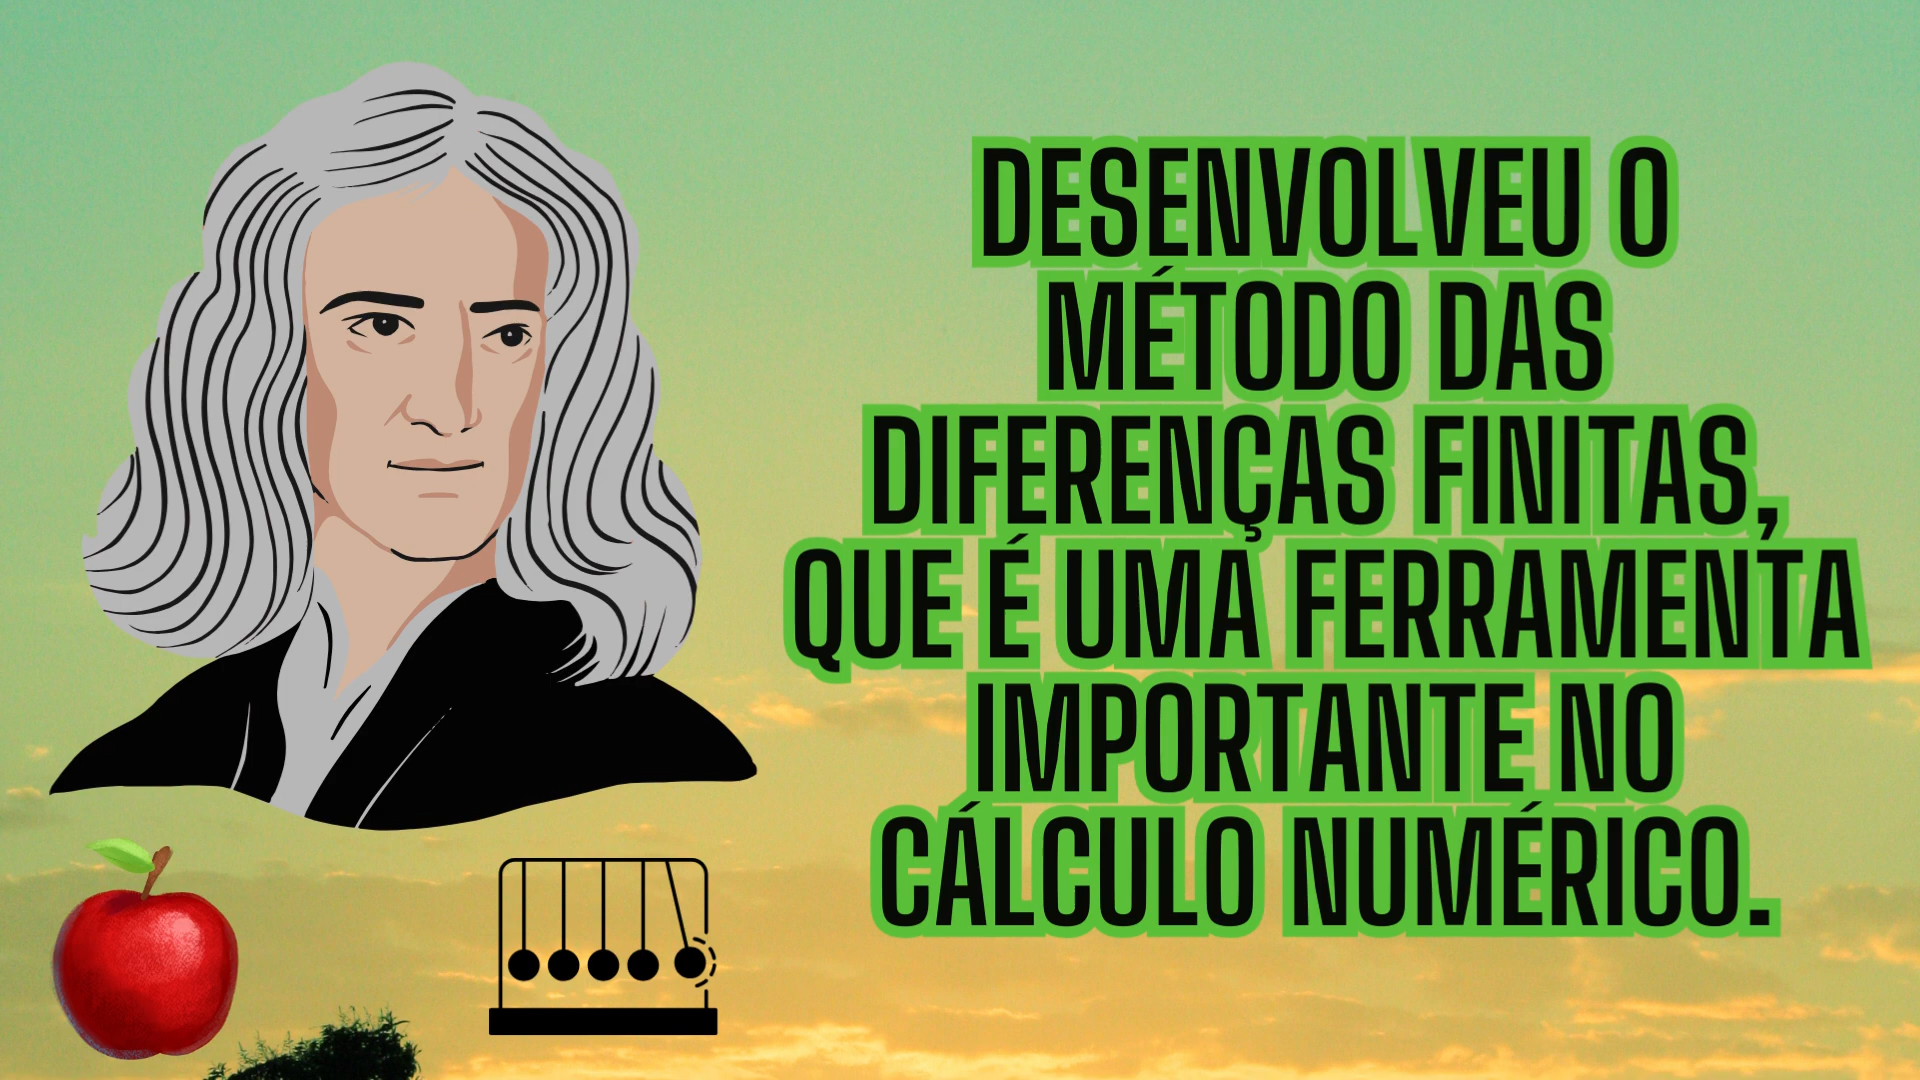 DESENVOLVEU O
MÉTODO DAS
DIFERENÇAS FINITAS,
QUE É UMA FERRAMENTA
IMPORTANTE NO
CÁLCULO NUMÉRICO.